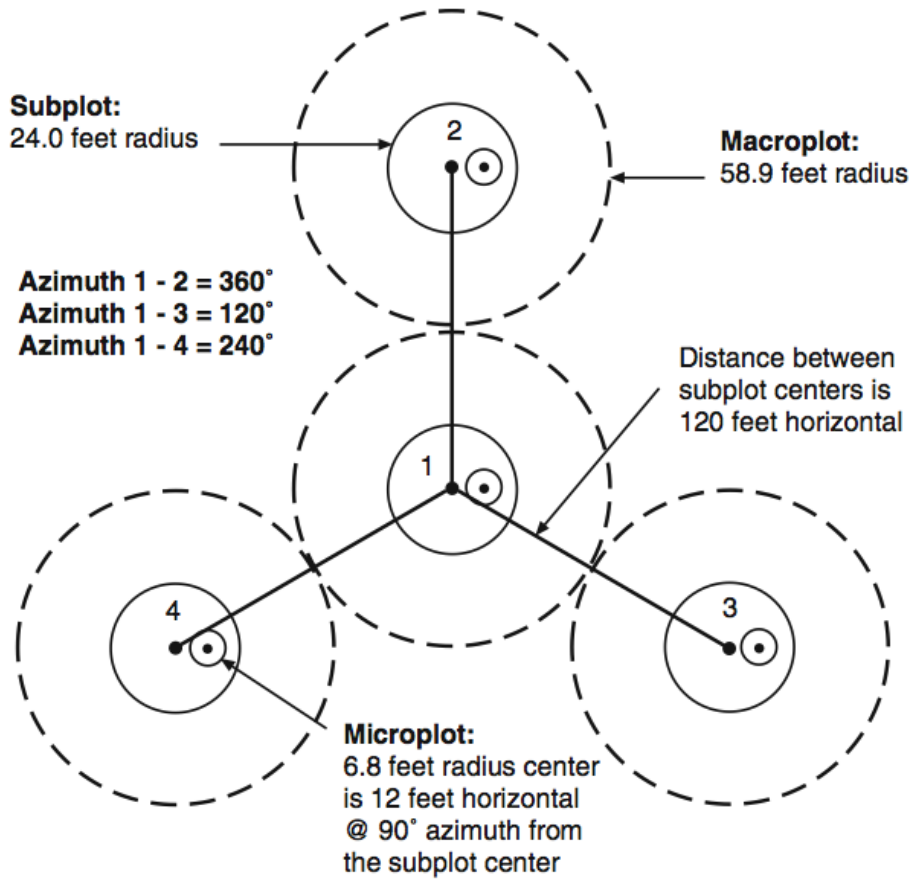 Subplot:
24.0 feet radius
2
Macroplot:
58.9 feet radius
Azimuth 1 - 2 = 360˚
Azimuth 1 - 3 = 120˚
Azimuth 1 - 4 = 240˚
Distance between
subplot centers is
120 feet horizontal
1
4
3
Microplot:
6.8 feet radius center
is 12 feet horizontal
@ 90˚ azimuth from
the subplot center